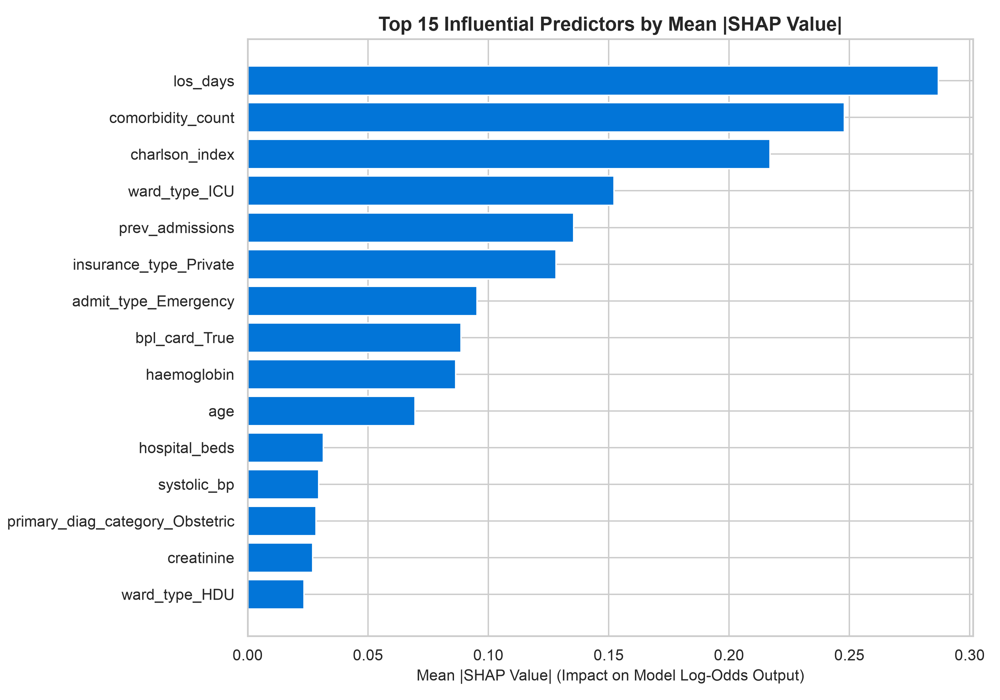 Top 15 Influential Predictors by Mean |SHAP Value|
los_days
comorbidity_count
charlson_index
ward_type_ICU
prev_admissions
insurance_type_Private
admit_type_Emergency
bpl_card_True
haemoglobin
age
hospital_beds
systolic_bp
primary_diag_category_Obstetric
creatinine
ward_type_HDU
0.00 0.05 0.10 0.15 0.20 0.25 0.30
Mean |SHAP Value| (Impact on Model Log-Odds Output)